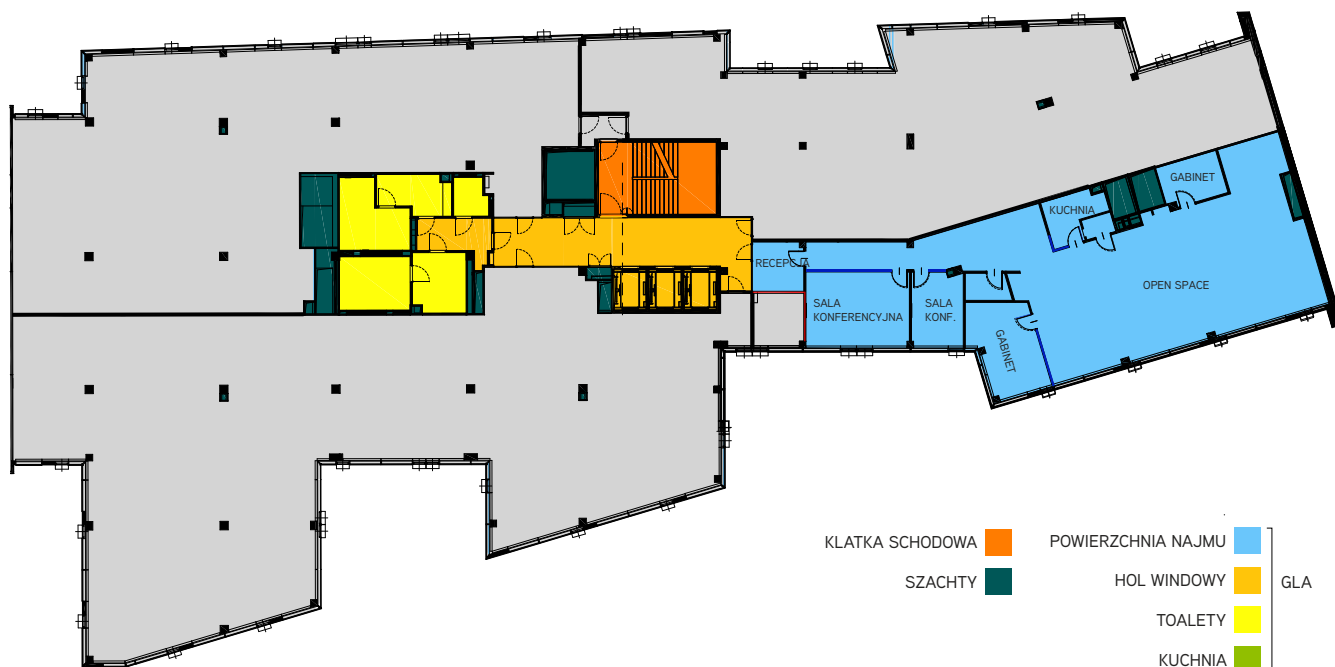 GABINET
KUCHNIA
RECEPCJA
OPEN SPACE
SALA
KONFERENCYJNA
SALA
KONF.
GABINET
KLATKA SCHODOWA
POWIERZCHNIA NAJMU
SZACHTY
HOL WINDOWY
GLA
TOALETY
KUCHNIA